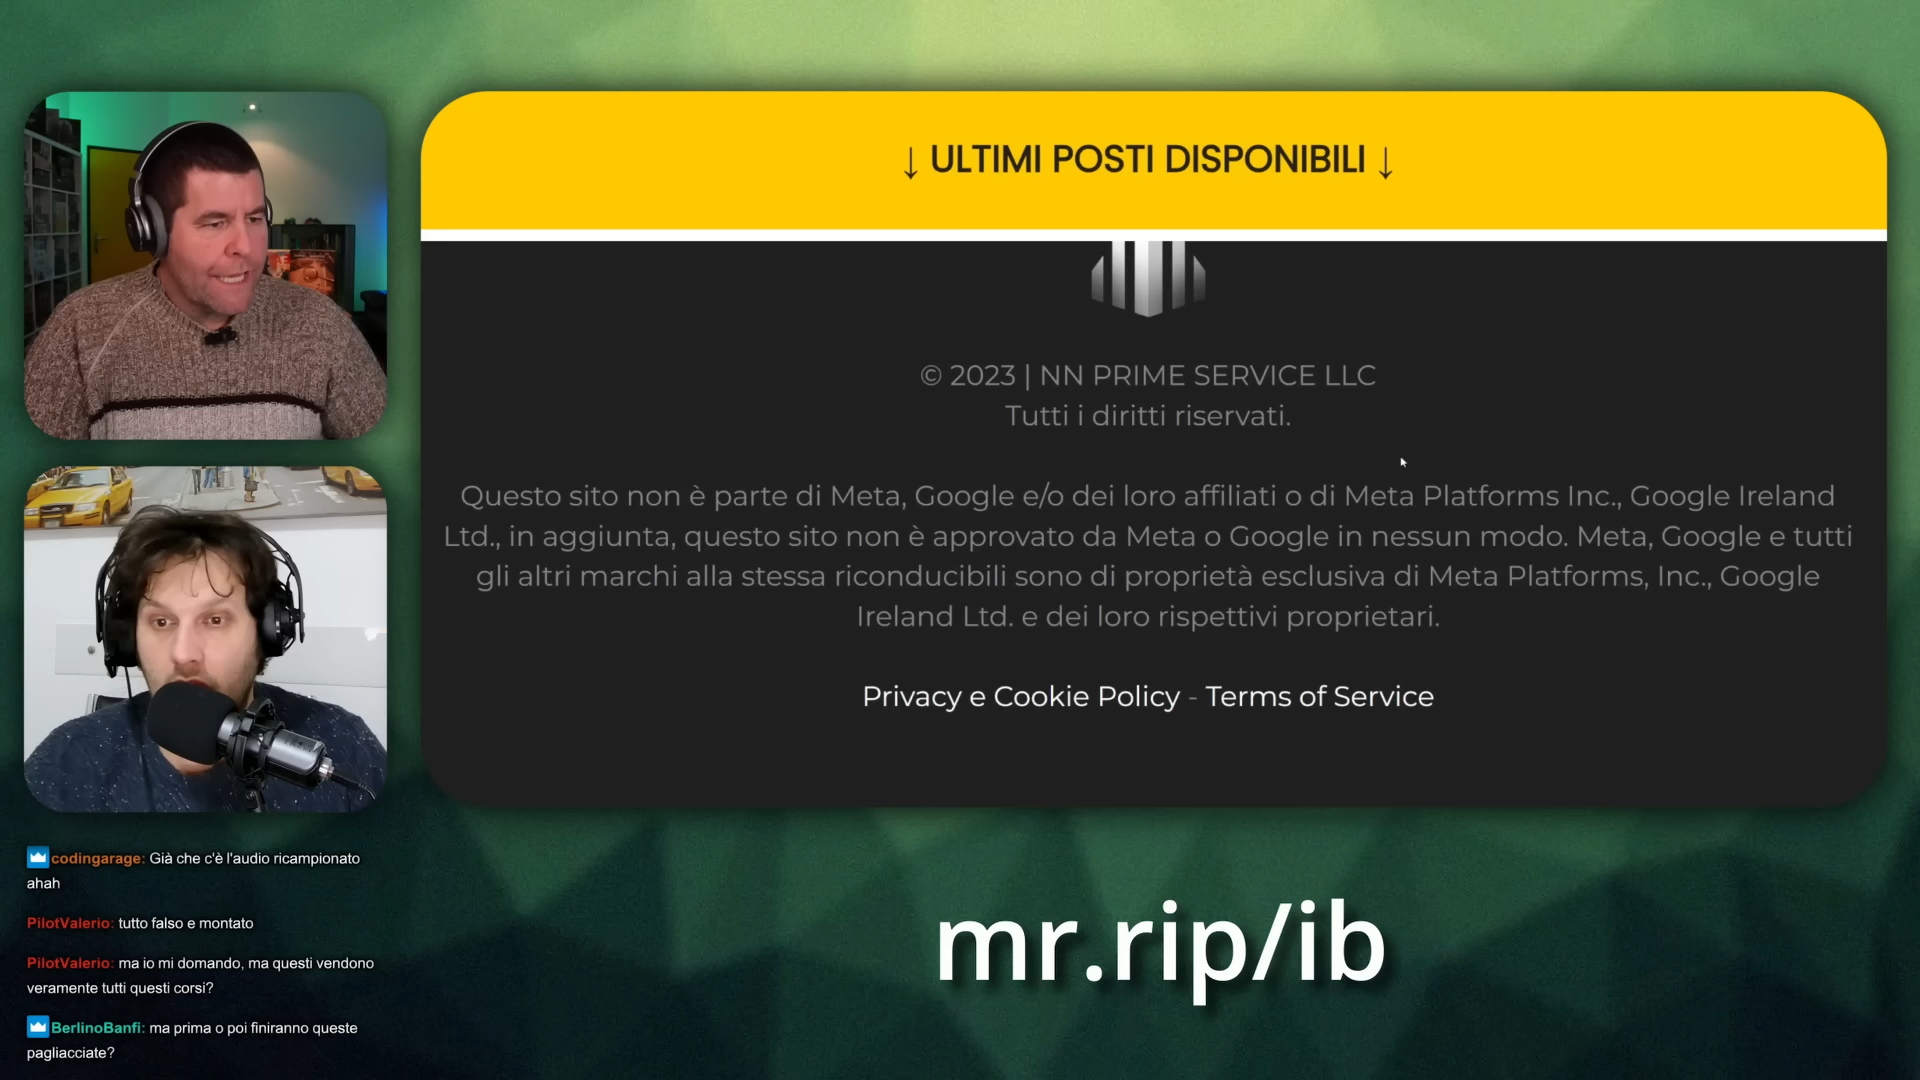 ↓ ULTIMI POSTI DISPONIBILI ↓
© 2023 | NN PRIME SERVICE LLC
Tutti i diritti riservati.
Questo sito non è parte di Meta, Google e/o dei loro affiliati o di Meta Platforms Inc., Google Ireland
Ltd., in aggiunta, questo sito non è approvato da Meta o Google in nessun modo. Meta, Google e tutti
gli altri marchi alla stessa riconducibili sono di proprietà esclusiva di Meta Platforms, Inc., Google
Ireland Ltd. e dei loro rispettivi proprietari.
Privacy e Cookie Policy - Terms of Service
codingarage: Già che c'è l'audio ricampionato
ahah
PilotValerio: tutto falso e montato
PilotValerio: ma io mi domando, ma questi vendono
veramente tutti questi corsi?
BerlinoBanfi: ma prima o poi finiranno queste
pagliacciate?
mr.rip/ib